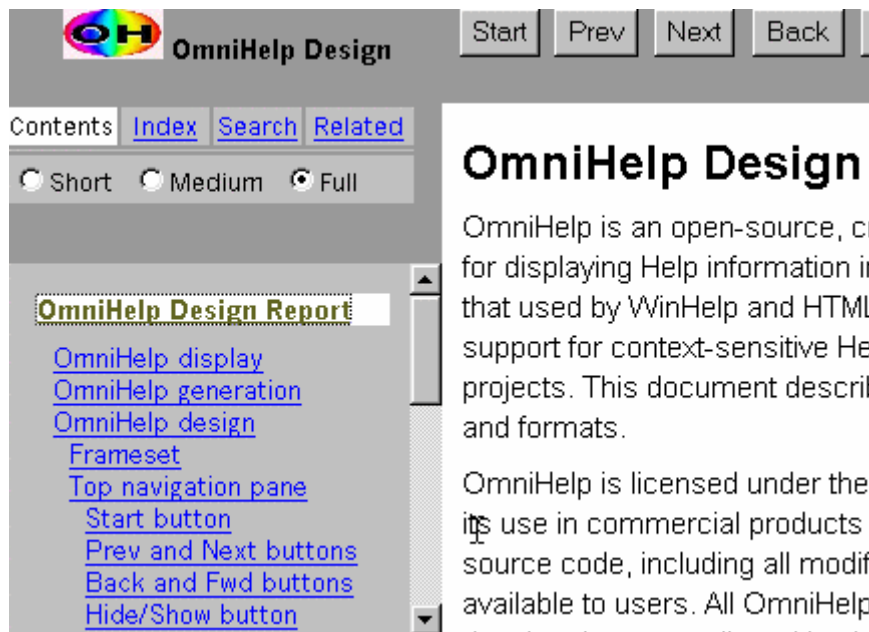 OH OmniHelp Design
Start Prev Next Back
Contents Index Search Related
Short Medium Full
OmniHelp Design Report
OmniHelp display
OmniHelp generation
OmniHelp design
Frameset
Top navigation pane
Start button
Prev and Next buttons
Back and Fwd buttons
Hide/Show button
OmniHelp Design
OmniHelp is an open-source,
for displaying Help information
that used by WinHelp and HTML
support for context-sensitive
projects. This document
and formats.
OmniHelp is licensed under the
its use in commercial products
source code, including all
available to users. All OmniHelp